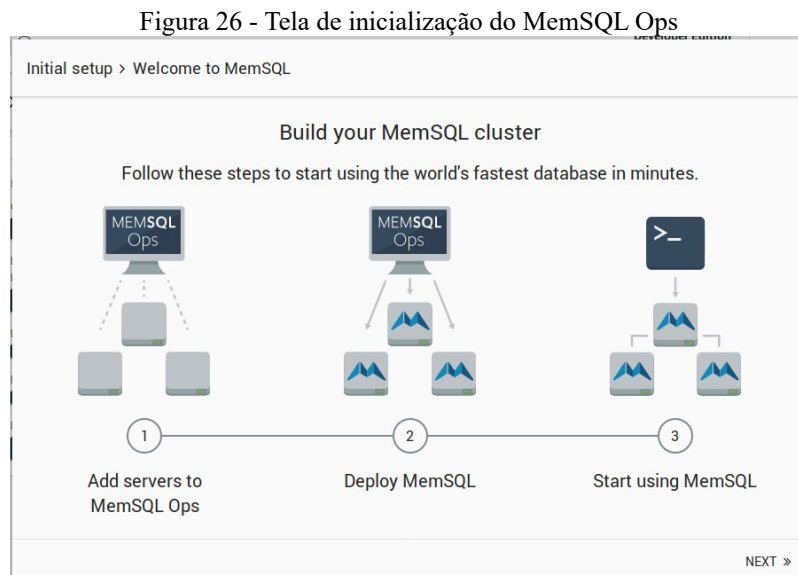 Figura 26 - Tela de inicialização do MemSQL Ops
Developer Edition
Initial setup > Welcome to MemSQL
Build your MemSQL cluster
Follow these steps to start using the world's fastest database in minutes.
MEMSQL
Ops
MEMSQL
Ops
>_
1
2
3
Add servers to
MemSQL Ops
Deploy MemSQL
Start using MemSQL
NEXT »